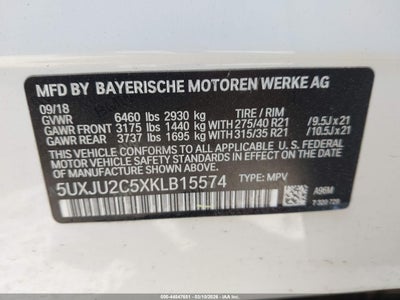 MFD BY BAYERISCHE MOTOREN WERKE AG
09/18
GVWR 6460 lbs 2930 kg TIRE / RIM
GAWR FRONT 3175 lbs 1440 kg WITH 275/40 R21 /9.5J x 21
GAWR REAR 3737 lbs 1695 kg WITH 315/35 R21 /10.5J x 21
THIS VEHICLE CONFORMS TO ALL APPLICABLE
U. S. FEDERAL MOTOR VEHICLE SAFETY
STANDARDS IN EFFECT ON THE DATE OF
MANUFACTURE SHOWN ABOVE.
5UXJU2C5XKLB15574 TYPE: MPV
A96M